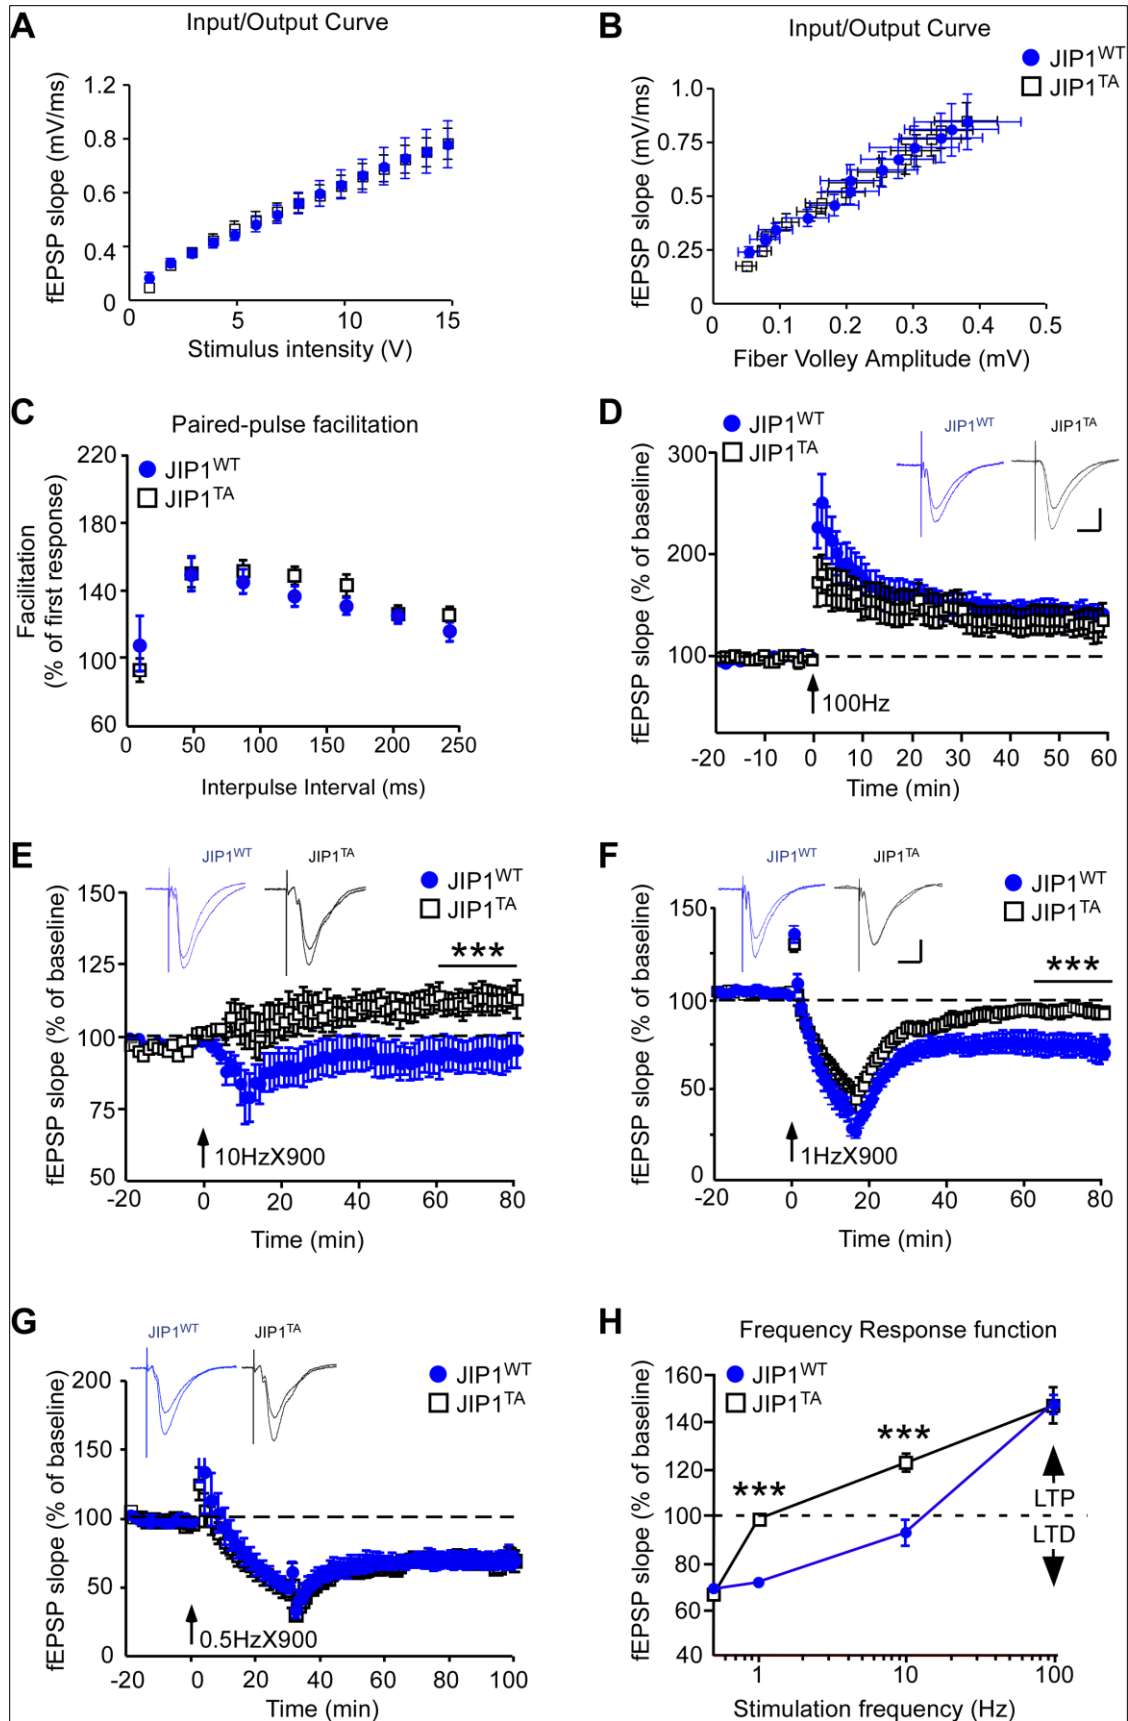 A
Input/Output Curve
fEPSP slope (mV/ms)
1.2
0.8
0.6
0.4
0
0
5
10
15
Stimulus intensity (V)
B
Input/Output Curve
JIP1WT
JIP1TA
fEPSP slope (mV/ms)
1.0
0.75
0.5
0.25
0
0
0.1
0.2
0.3
0.4
0.5
Fiber Volley Amplitude (mV)
C
Paired-pulse facilitation
JIP1WT
JIP1TA
Facilitation
(% of first response)
220
180
140
100
60
0
50
100
150
200
250
Interpulse Interval (ms)
D
JIP1WT
JIP1TA
JIP1WT
JIP1TA
fEPSP slope (% of baseline)
300
200
100
100Hz
-20
-10
0
10
20
30
40
50
60
Time (min)
E
JIP1WT
JIP1TA
JIP1WT
JIP1TA
***
fEPSP slope (% of baseline)
150
125
100
75
50
10HzX900
-20
0
20
40
60
80
Time (min)
F
JIP1WT
JIP1TA
JIP1WT
JIP1TA
***
fEPSP slope (% of baseline)
150
100
50
0
1HzX900
-20
0
20
40
60
80
Time (min)
G
JIP1WT
JIP1TA
JIP1WT
JIP1TA
fEPSP slope (% of baseline)
200
150
100
50
0
0.5HzX900
-20
0
20
40
60
80
100
Time (min)
H
Frequency Response function
JIP1WT
JIP1TA
fEPSP slope (% of baseline)
160
140
120
100
80
60
40
***
***
LTP
LTD
1
10
100
Stimulation frequency (Hz)